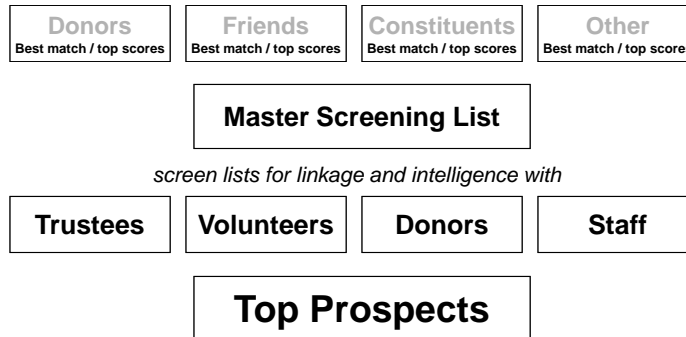 Donors
Best match / top scores
Friends
Best match / top scores
Constituents
Best match / top scores
Other
Best match / top score
Master Screening List
screen lists for linkage and intelligence with
Trustees
Volunteers
Donors
Staff
Top Prospects